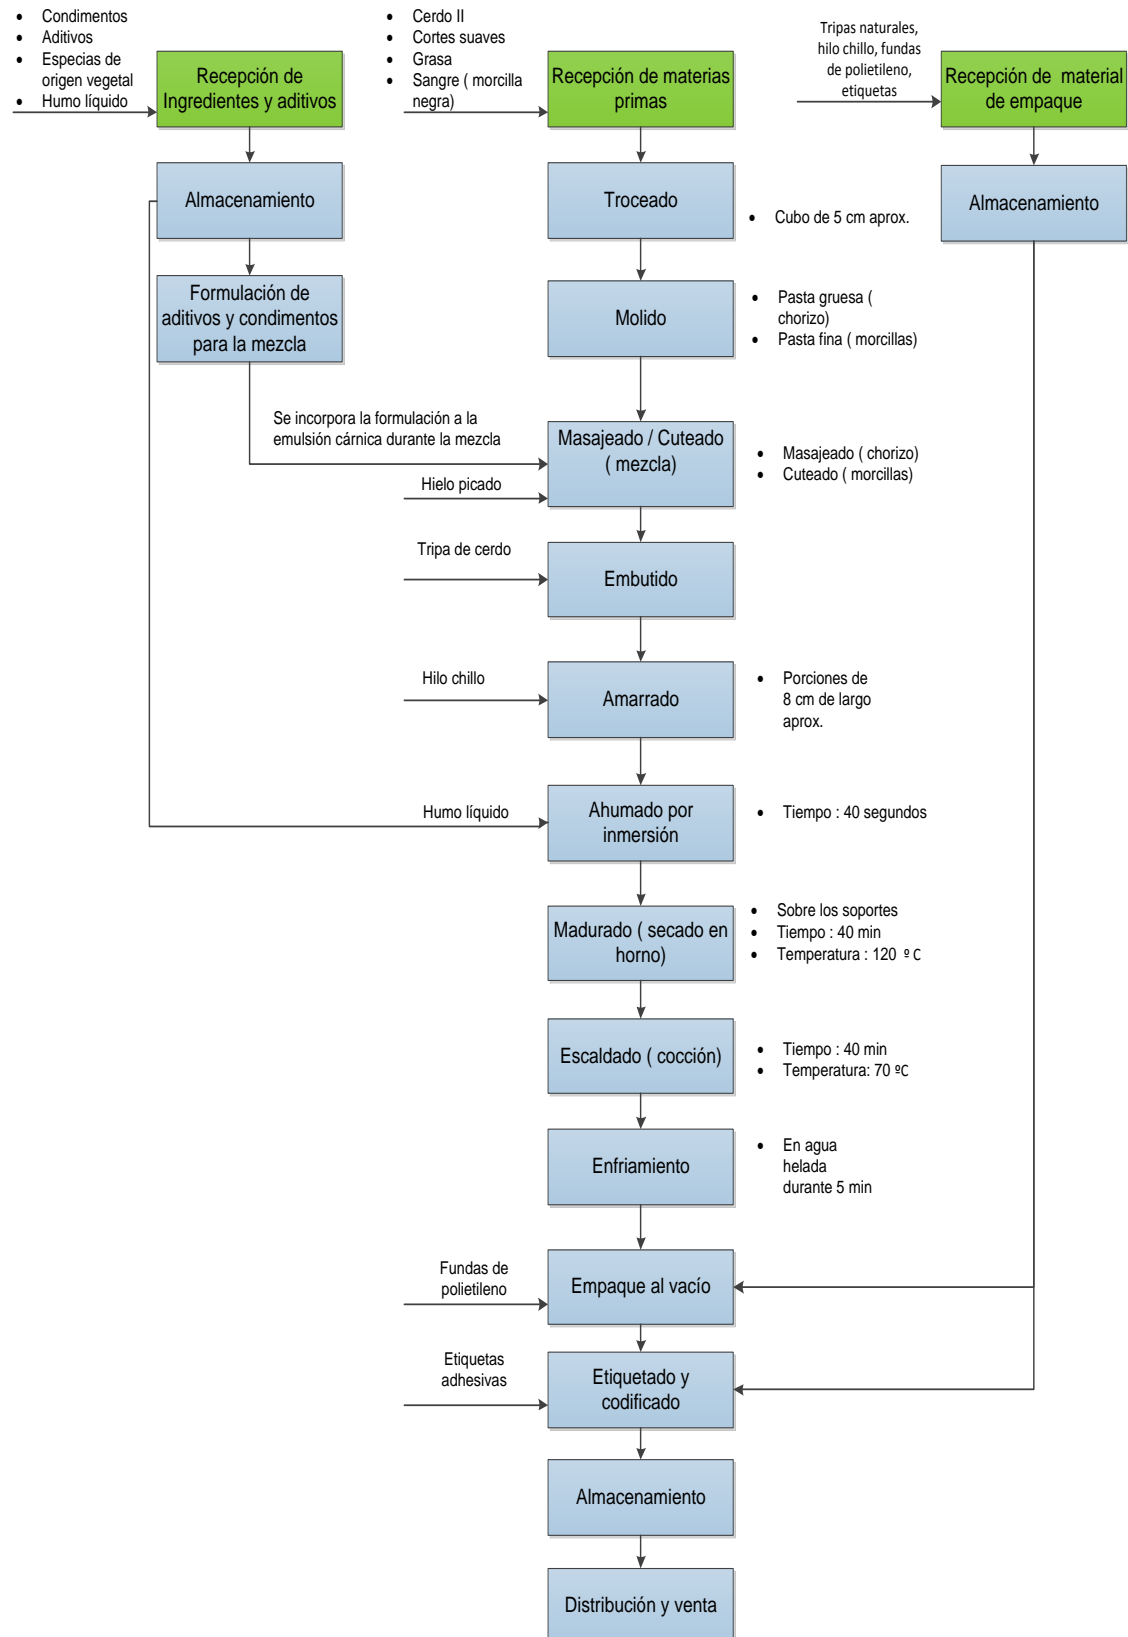 • Condimentos
• Aditivos
• Especias de
origen vegetal
• Humo líquido
Recepción de
Ingredientes y aditivos
• Cerdo II
• Cortes suaves
• Grasa
• Sangre ( morcilla
negra)
Recepción de materias
primas
Tripas naturales,
hilo chillo, fundas
de polietileno,
etiquetas
Recepción de material
de empaque
Almacenamiento
Troceado
• Cubo de 5 cm aprox.
Almacenamiento
Formulación de
aditivos y condimentos
para la mezcla
Molido
• Pasta gruesa (
chorizo)
• Pasta fina ( morcillas)
Se incorpora la formulación a la
emulsión cárnica durante la mezcla
Hielo picado
Masajeado / Cuteado
( mezcla)
• Masajeado ( chorizo)
• Cuteado ( morcillas)
Tripa de cerdo
Embutido
Hilo chillo
Amarrado
• Porciones de
8 cm de largo
aprox.
Humo líquido
Ahumado por
inmersión
• Tiempo : 40 segundos
Madurado ( secado en
horno)
• Sobre los soportes
• Tiempo : 40 min
• Temperatura : 120 º C
Escaldado ( cocción)
• Tiempo : 40 min
• Temperatura: 70 ºC
Enfriamiento
• En agua
helada
durante 5 min
Fundas de
polietileno
Empaque al vacío
Etiquetas
adhesivas
Etiquetado y
codificado
Almacenamiento
Distribución y venta